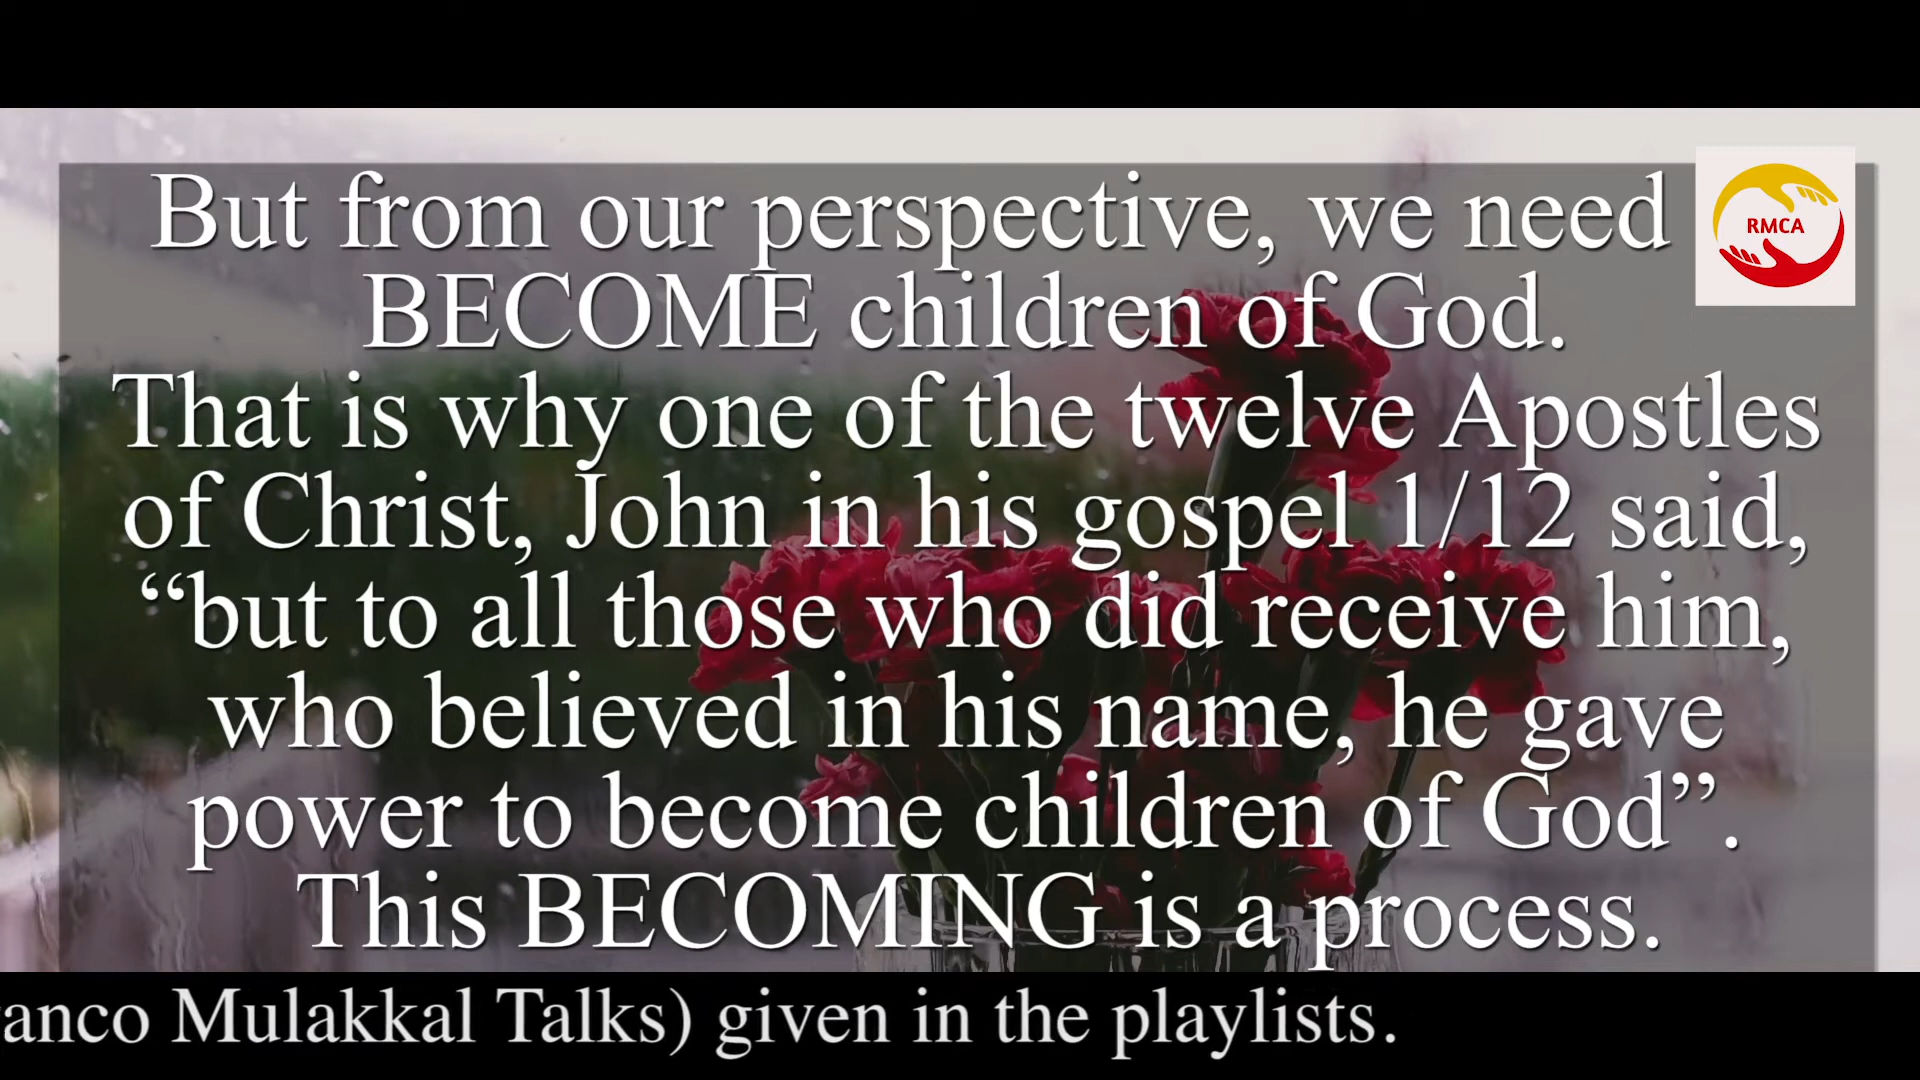 But from our perspective, we need
RMCA
BECOME children of God.
That is why one of the twelve Apostles
of Christ, John in his gospel 1/12 said,
“but to all those who did receive him,
who believed in his name, he gave
power to become children of God”.
This BECOMING is a process.
anco Mulakkal Talks) given in the playlists.